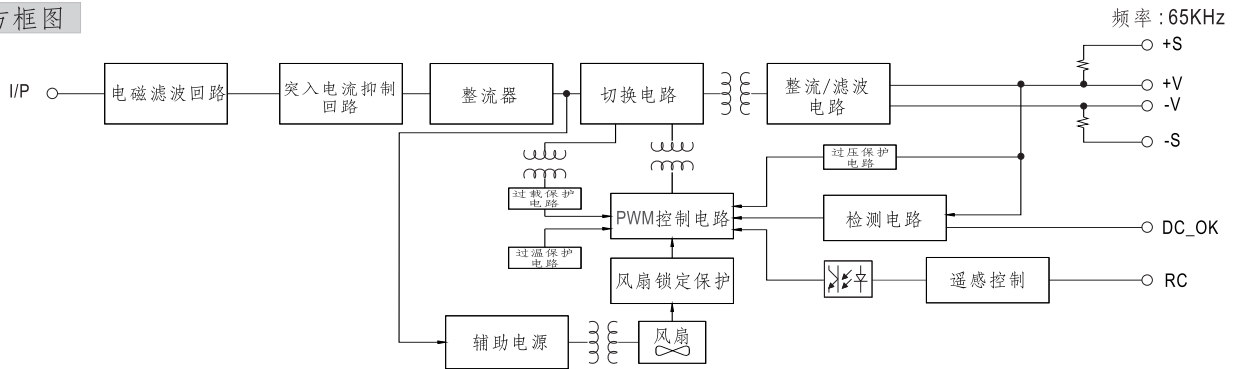 方框图
频率 : 65KHz
+S
I/P
电磁滤波回路
突入电流抑制
回路
整流器
切换电路
整流/滤波
电路
+V
-V
-S
过压保护
电路
过载保护
电路
PWM控制电路
检测电路
DC_OK
过温保护
电路
风扇锁定保护
遥感控制
RC
辅助电源
风扇